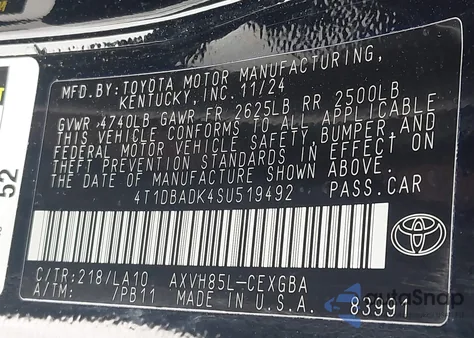 MFD.BY:TOYOTA MOTOR MANUFACTURING,
KENTUCKY, INC. 11/24
GVWR 4740LB GAWR FR 2625LB RR 2500LB
THIS VEHICLE CONFORMS TO ALL APPLICABLE
FEDERAL MOTOR VEHICLE SAFETY, BUMPER, AND
THEFT PREVENTION STANDARDS IN EFFECT ON
THE DATE OF MANUFACTURE SHOWN ABOVE.
4T1DBADK4SU519492 PASS.CAR
C/TR:218/LA10 AXVH85L-CEXGBA
A/TM: /PB11 MADE IN U.S.A. 83991
52
autoSnap